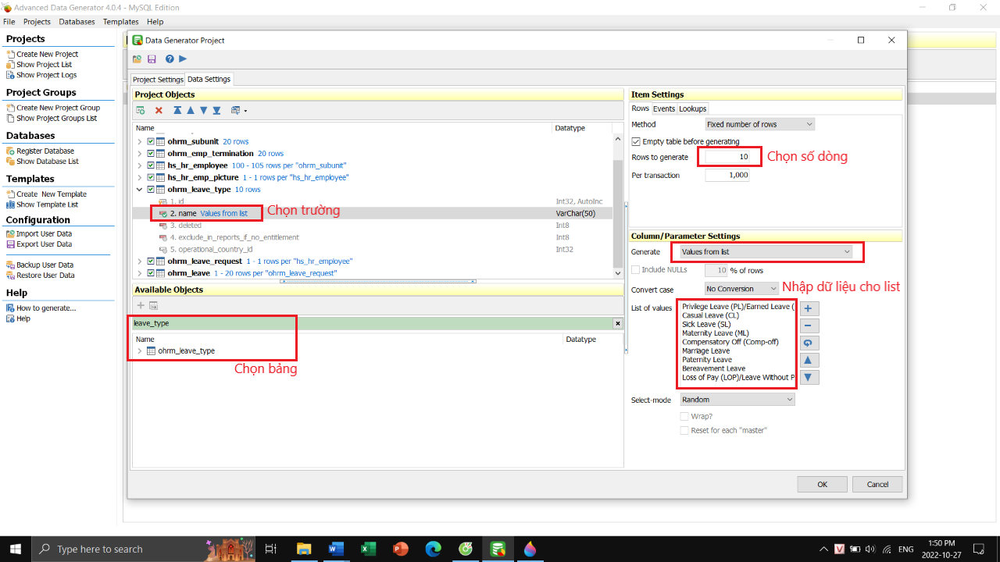 Advanced Data Generator 4.0.4 - MySQL Edition
File Projects Databases Templates Help
Projects
Create New Project
Show Project List
Show Project Logs
Project Groups
Create New Project Group
Show Project Groups List
Databases
Register Database
Show Database List
Templates
Create New Template
Show Template List
Configuration
Import User Data
Export User Data
Backup User Data
Restore User Data
Help
How to generate...
Help
Data Generator Project
Project Settings Data Settings
Project Objects
Name Datatype
ohrm_subunit 20 rows
ohrm_emp_termination 20 rows
hs_hr_employee 100 - 105 rows per "ohrm_subunit"
hs_hr_emp_picture 1 - 1 rows per "hs_hr_employee"
ohrm_leave_type 10 rows
1. id Int32, AutoInc
2. name Values from list VarChar(50)
Chọn trường
3. deleted Int8
4. exclude_in_reports_if_no_entitlement Int8
5. operational_country_id Int32
ohrm_leave_request 1 - 1 rows per "hs_hr_employee"
ohrm_leave 1 - 20 rows per "ohrm_leave_request"
Available Objects
leave_type
Name Datatype
ohrm_leave_type
Chọn bảng
Item Settings
Rows Events Lookups
Method Fixed number of rows
Empty table before generating
Rows to generate 10
Chọn số dòng
Per transaction 1,000
Column/Parameter Settings
Generate Values from list
Include NULLs 10 % of rows
Convert case No Conversion
Nhập dữ liệu cho list
List of values
Privilege Leave (PL)/Earned Leave (
Casual Leave (CL)
Sick Leave (SL)
Maternity Leave (ML)
Compensatory Off (Comp-off)
Marriage Leave
Paternity Leave
Bereavement Leave
Loss of Pay (LOP)/Leave Without P
Select-mode Random
Wrap?
Reset for each "master"
OK Cancel
Type here to search
ENG
1:50 PM
2022-10-27